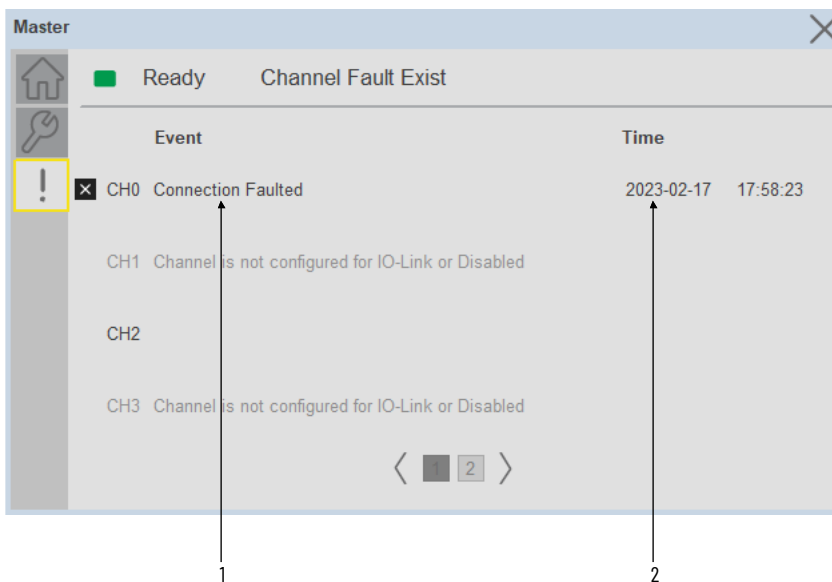 Master
Ready Channel Fault Exist
Event Time
! CH0 Connection Faulted 2023-02-17 17:58:23
CH1 Channel is not configured for IO-Link or Disabled
CH2
CH3 Channel is not configured for IO-Link or Disabled
1 2
1 2